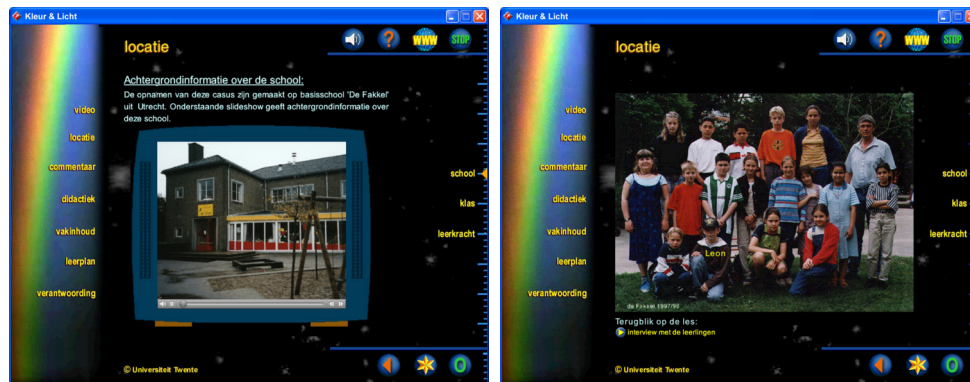 Kleur & Licht
locatie
WWW
STOP
Achtergrondinformatie over de school:
De opnamen van deze casus zijn gemaakt op basisschool 'De Fakkel'
uit Utrecht. Onderstaande slideshow geeft achtergrondinformatie over
deze school.
video
locatie
commentaar
didactiek
vakinhoud
leerplan
verantwoording
school
klas
leerkracht
© Universiteit Twente
Kleur & Licht
locatie
WWW
STOP
video
locatie
commentaar
didactiek
vakinhoud
leerplan
verantwoording
Leon
de Fakkel 1997/98
Terugblik op de les:
interview met de leerlingen
school
klas
leerkracht
© Universiteit Twente